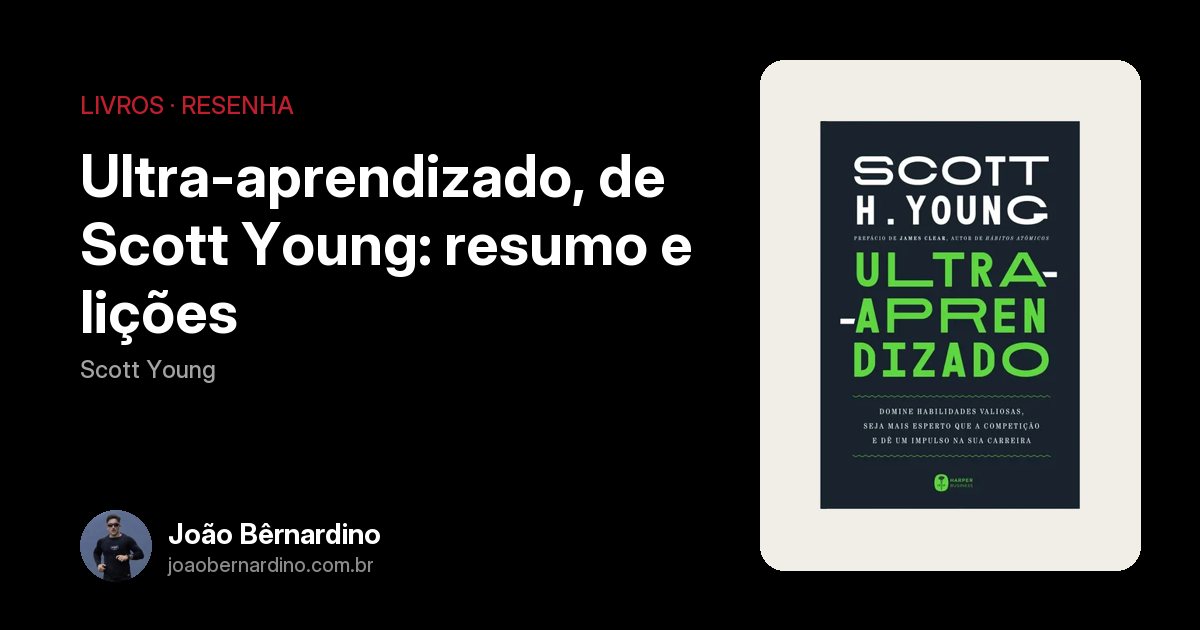 LIVROS · RESENHA
Ultra-aprendizado, de
Scott Young: resumo e
lições
Scott Young
João Bêrnardino
joaobernardino.com.br
SCOTT
H.YOUNG
PREFÁCIO DE JAMES CLEAR, AUTOR DE HÁBITOS ATÔMICOS
ULTRA-
-APREN
DIZADO
DOMINE HABILIDADES VALIOSAS,
SEJA MAIS ESPERTO QUE A COMPETIÇÃO
E DÊ UM IMPULSO NA SUA CARREIRA
HARPER
BUSINESS